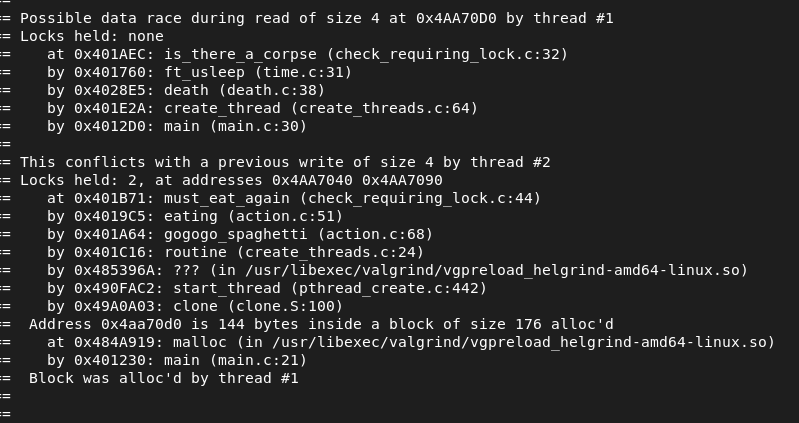 ==
== Possible data race during read of size 4 at 0x4AA70D0 by thread #1
== Locks held: none
==    at 0x401AEC: is_there_a_corpse (check_requiring_lock.c:32)
==    by 0x401760: ft_usleep (time.c:31)
==    by 0x4028E5: death (death.c:38)
==    by 0x401E2A: create_thread (create_threads.c:64)
==    by 0x4012D0: main (main.c:30)
==
== This conflicts with a previous write of size 4 by thread #2
== Locks held: 2, at addresses 0x4AA7040 0x4AA7090
==    at 0x401B71: must_eat_again (check_requiring_lock.c:44)
==    by 0x4019C5: eating (action.c:51)
==    by 0x401A64: gogogo_spaghetti (action.c:68)
==    by 0x401C16: routine (create_threads.c:24)
==    by 0x485396A: ??? (in /usr/libexec/valgrind/vgpreload_helgrind-amd64-linux.so)
==    by 0x490FAC2: start_thread (pthread_create.c:442)
==    by 0x49A0A03: clone (clone.S:100)
==  Address 0x4aa70d0 is 144 bytes inside a block of size 176 alloc'd
==    at 0x484A919: malloc (in /usr/libexec/valgrind/vgpreload_helgrind-amd64-linux.so)
==    by 0x401230: main (main.c:21)
==  Block was alloc'd by thread #1
==
==